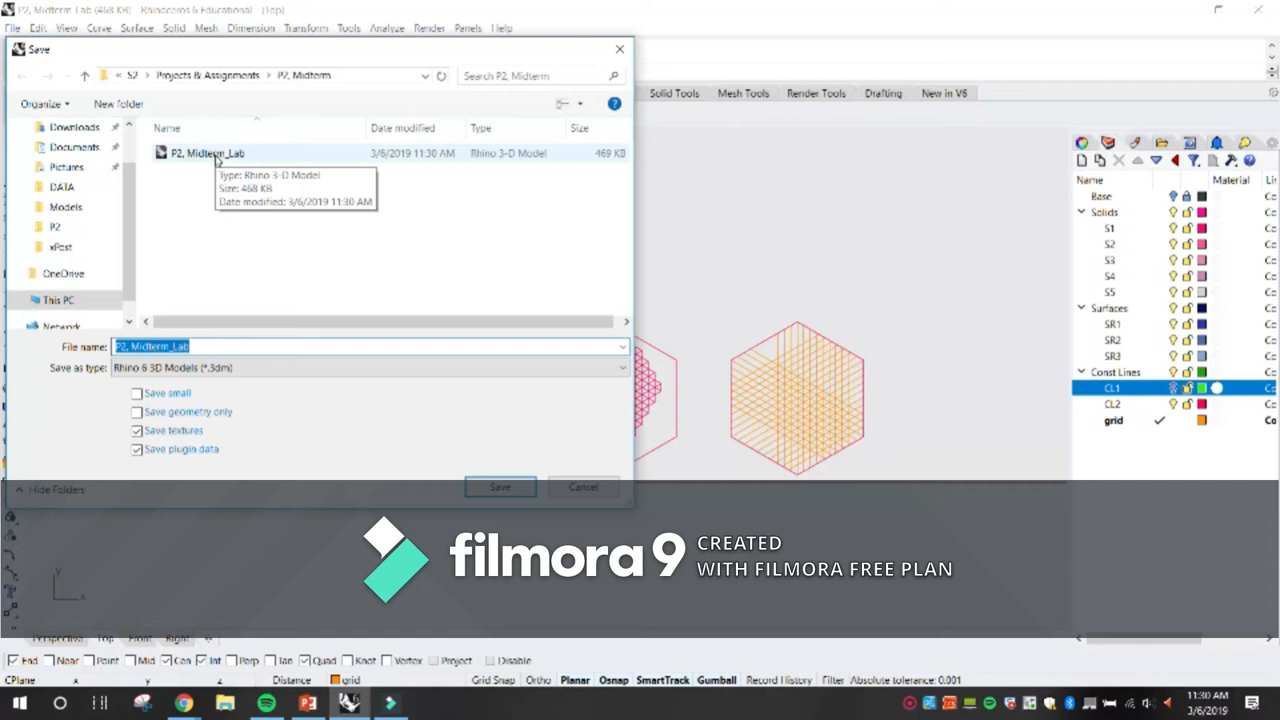 P2, Midterm Lab (468 KB) - Rhinoceros 6 Educational - [Top]
File Edit View Curve Surface Solid Mesh Dimension Transform Tools Analyze Render Panels Help
Save
« S2 > Projects & Assignments > P2, Midterm
Search P2, Midterm
Solid Tools Mesh Tools Render Tools Drafting New in V6
Organize New folder
Name Date modified Type Size
P2, Midterm_Lab 3/6/2019 11:30 AM Rhino 3-D Model 469 KB
Type: Rhino 3-D Model
Size: 468 KB
Date modified: 3/6/2019 11:30 AM
Downloads
Documents
Pictures
DATA
Models
P2
xPost
OneDrive
This PC
Network
File name: P2, Midterm_Lab
Save as type: Rhino 6 3D Models (*.3dm)
Save small
Save geometry only
Save textures
Save plugin data
Hide Folders
Save Cancel
Name Material
Base
Solids
S1
S2
S3
S4
S5
Surfaces
SR1
SR2
SR3
Const Lines
CL1
CL2
grid
filmora9
CREATED
WITH FILMORA FREE PLAN
y
x
Perspective Top Front Right
End Near Point Mid Cen Int Perp Tan Quad Knot Vertex Project Disable
CPlane x y z Distance grid Grid Snap Ortho Planar Osnap SmartTrack Gumball Record History Filter Absolute tolerance: 0.001
11:30 AM
3/6/2019